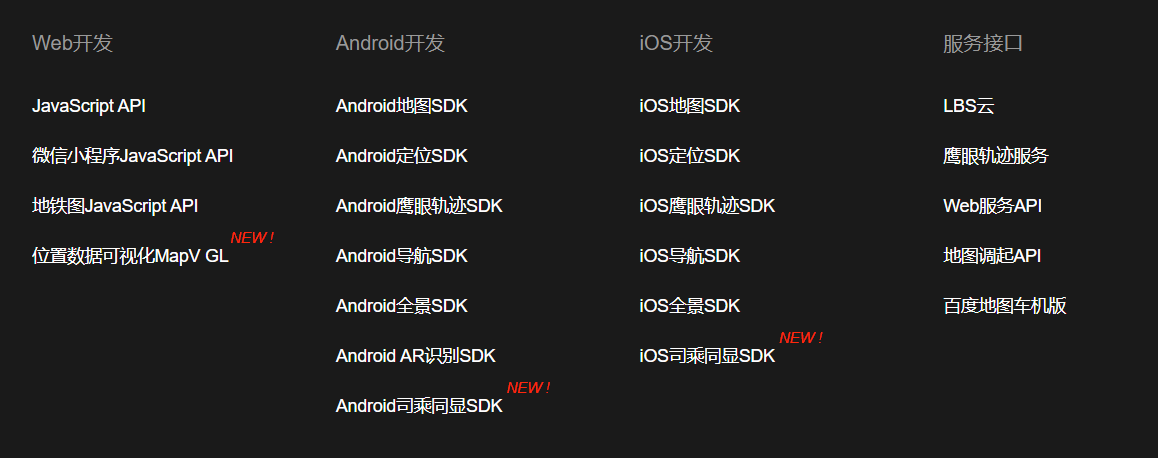 Web开发
JavaScript API
微信小程序JavaScript API
地铁图JavaScript API
位置数据可视化MapV GL NEW !
Android开发
Android地图SDK
Android定位SDK
Android鹰眼轨迹SDK
Android导航SDK
Android全景SDK
Android AR识别SDK
Android司乘同显SDK NEW !
iOS开发
iOS地图SDK
iOS定位SDK
iOS鹰眼轨迹SDK
iOS导航SDK
iOS全景SDK
iOS司乘同显SDK NEW !
服务接口
LBS云
鹰眼轨迹服务
Web服务API
地图调起API
百度地图车机版